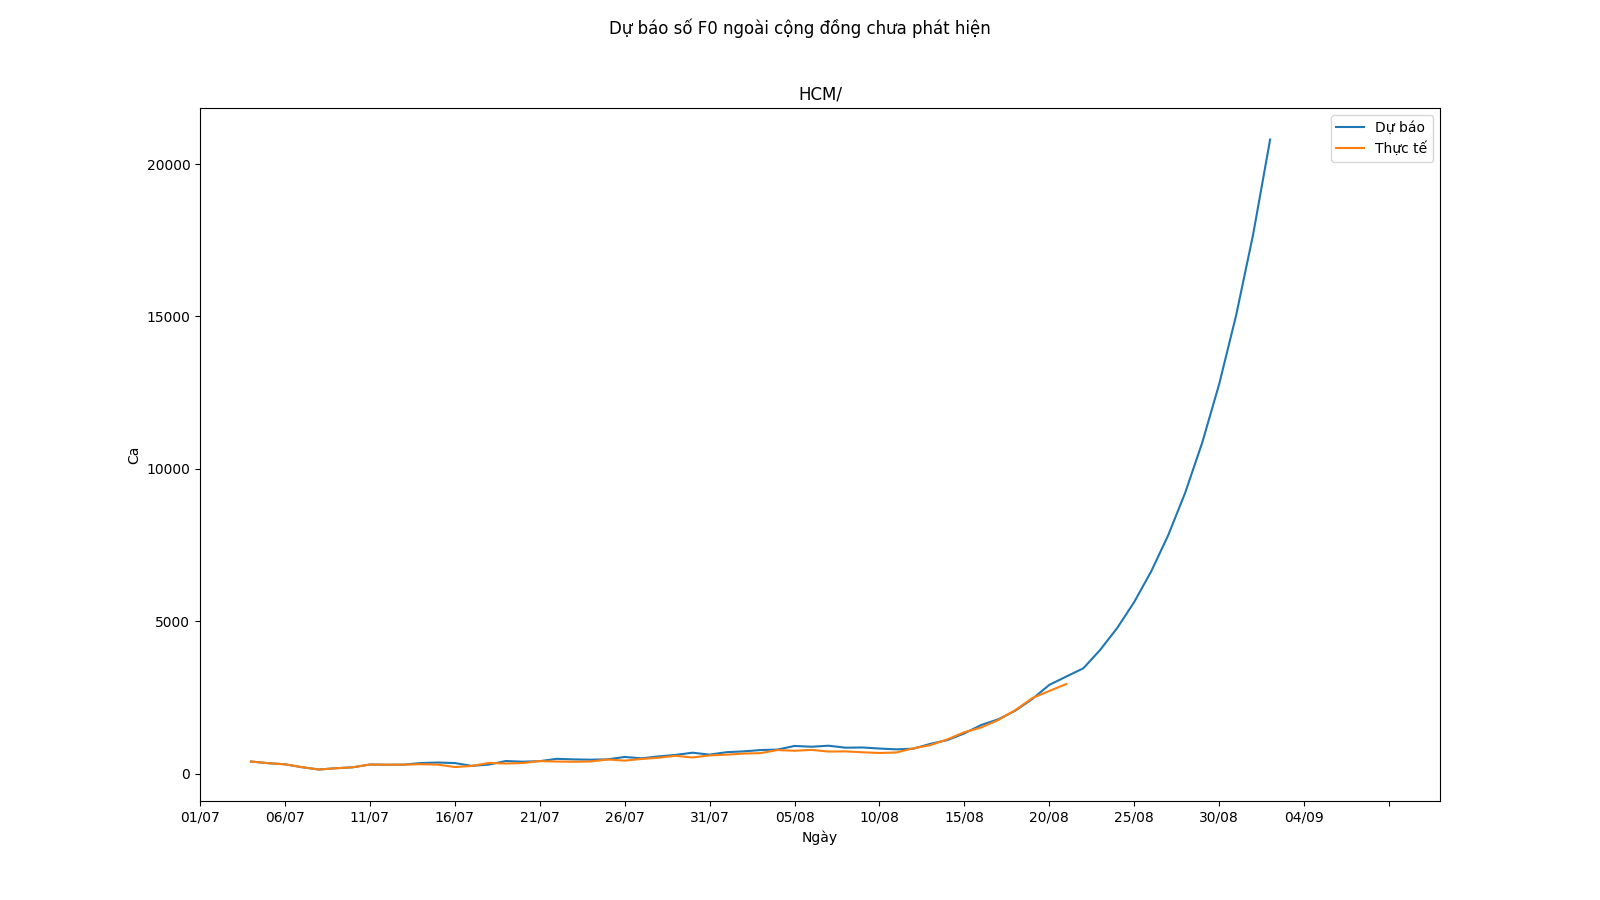 Dự báo số F0 ngoài cộng đồng chưa phát hiện
HCM/
Dự báo
Thực tế
20000
15000
10000
5000
0
Ca
01/07 06/07 11/07 16/07 21/07 26/07 31/07 05/08 10/08 15/08 20/08 25/08 30/08 04/09
Ngày